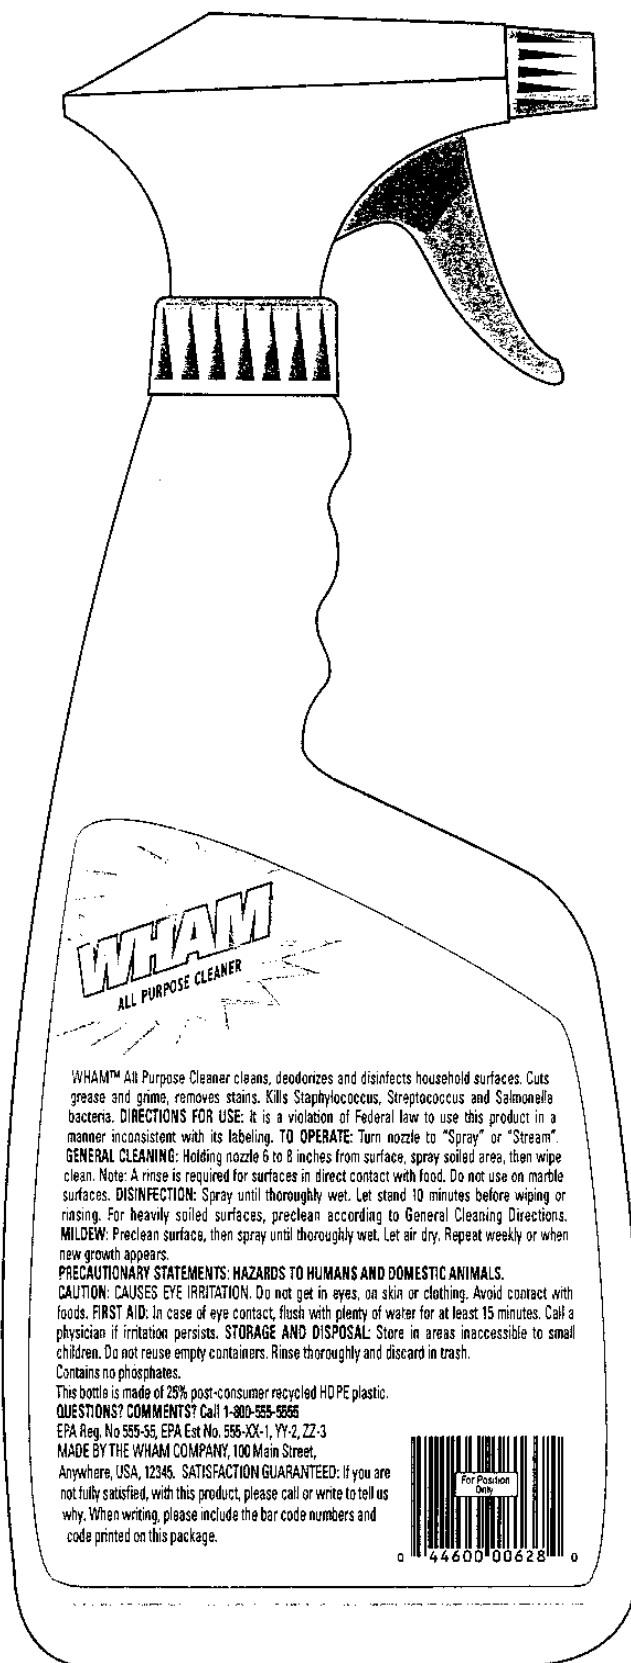 WHAM
ALL PURPOSE CLEANER
WHAM™ All Purpose Cleaner cleans, deodorizes and disinfects household surfaces. Cuts
grease and grime, removes stains. Kills Staphylococcus, Streptococcus and Salmonella
bacteria. DIRECTIONS FOR USE: It is a violation of Federal law to use this product in a
manner inconsistent with its labeling. TO OPERATE: Turn nozzle to "Spray" or "Stream".
GENERAL CLEANING: Holding nozzle 6 to 8 inches from surface, spray soiled area, then wipe
clean. Note: A rinse is required for surfaces in direct contact with food. Do not use on marble
surfaces. DISINFECTION: Spray until thoroughly wet. Let stand 10 minutes before wiping or
rinsing. For heavily soiled surfaces, preclean according to General Cleaning Directions.
MILDEW: Preclean surface, then spray until thoroughly wet. Let air dry. Repeat weekly or when
new growth appears.
PRECAUTIONARY STATEMENTS: HAZARDS TO HUMANS AND DOMESTIC ANIMALS.
CAUTION: CAUSES EYE IRRITATION. Do not get in eyes, on skin or clothing. Avoid contact with
foods. FIRST AID: In case of eye contact, flush with plenty of water for at least 15 minutes. Call a
physician if irritation persists. STORAGE AND DISPOSAL: Store in areas inaccessible to small
children. Do not reuse empty containers. Rinse thoroughly and discard in trash.
Contains no phosphates.
This bottle is made of 25% post-consumer recycled HDPE plastic.
QUESTIONS? COMMENTS? Call 1-800-555-5555
EPA Reg. No 555-55, EPA Est No. 555-XX-1, YY-2, ZZ-3
MADE BY THE WHAM COMPANY, 100 Main Street,
Anywhere, USA, 12345. SATISFACTION GUARANTEED: If you are
not fully satisfied, with this product, please call or write to tell us
why. When writing, please include the bar code numbers and
code printed on this package.
For Position
Only
0 44600 00628 0